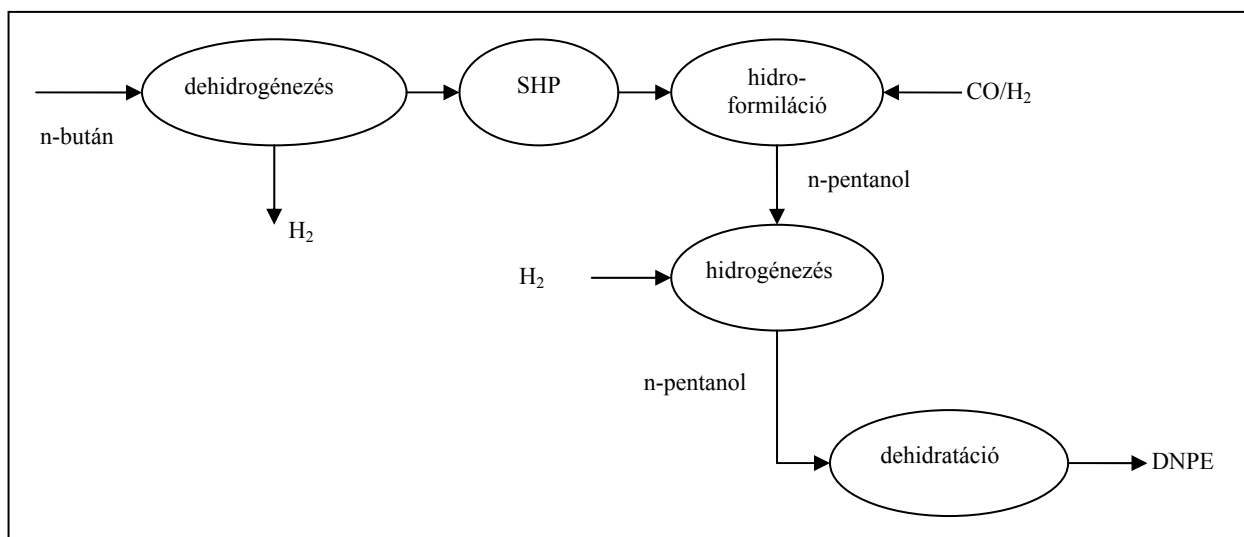 dehidrogénezés
SHP
hidro-
formiláció
CO/H₂
n-bután
n-pentanol
H₂
H₂
hidrogénezés
n-pentanol
dehidratáció
DNPE